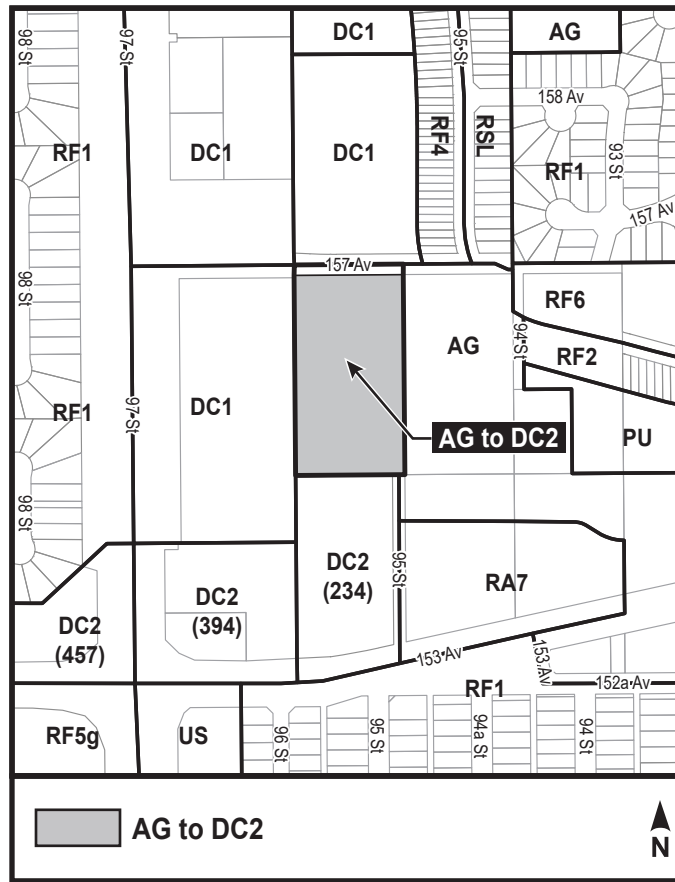 DC1
AG
98 St
97 St
95 St
158 Av
RF1
DC1
DC1
RF4
RSL
RF1
93 St
157 Av
157 Av
98 St
RF6
AG
94 St
RF2
RF1
97 St
DC1
AG to DC2
PU
98 St
DC2
(234)
95 St
RA7
DC2
(394)
DC2
(457)
153 Av
153 Av
RF1
152a Av
RF5g
US
96 St
95 St
94a St
94 St
AG to DC2
N